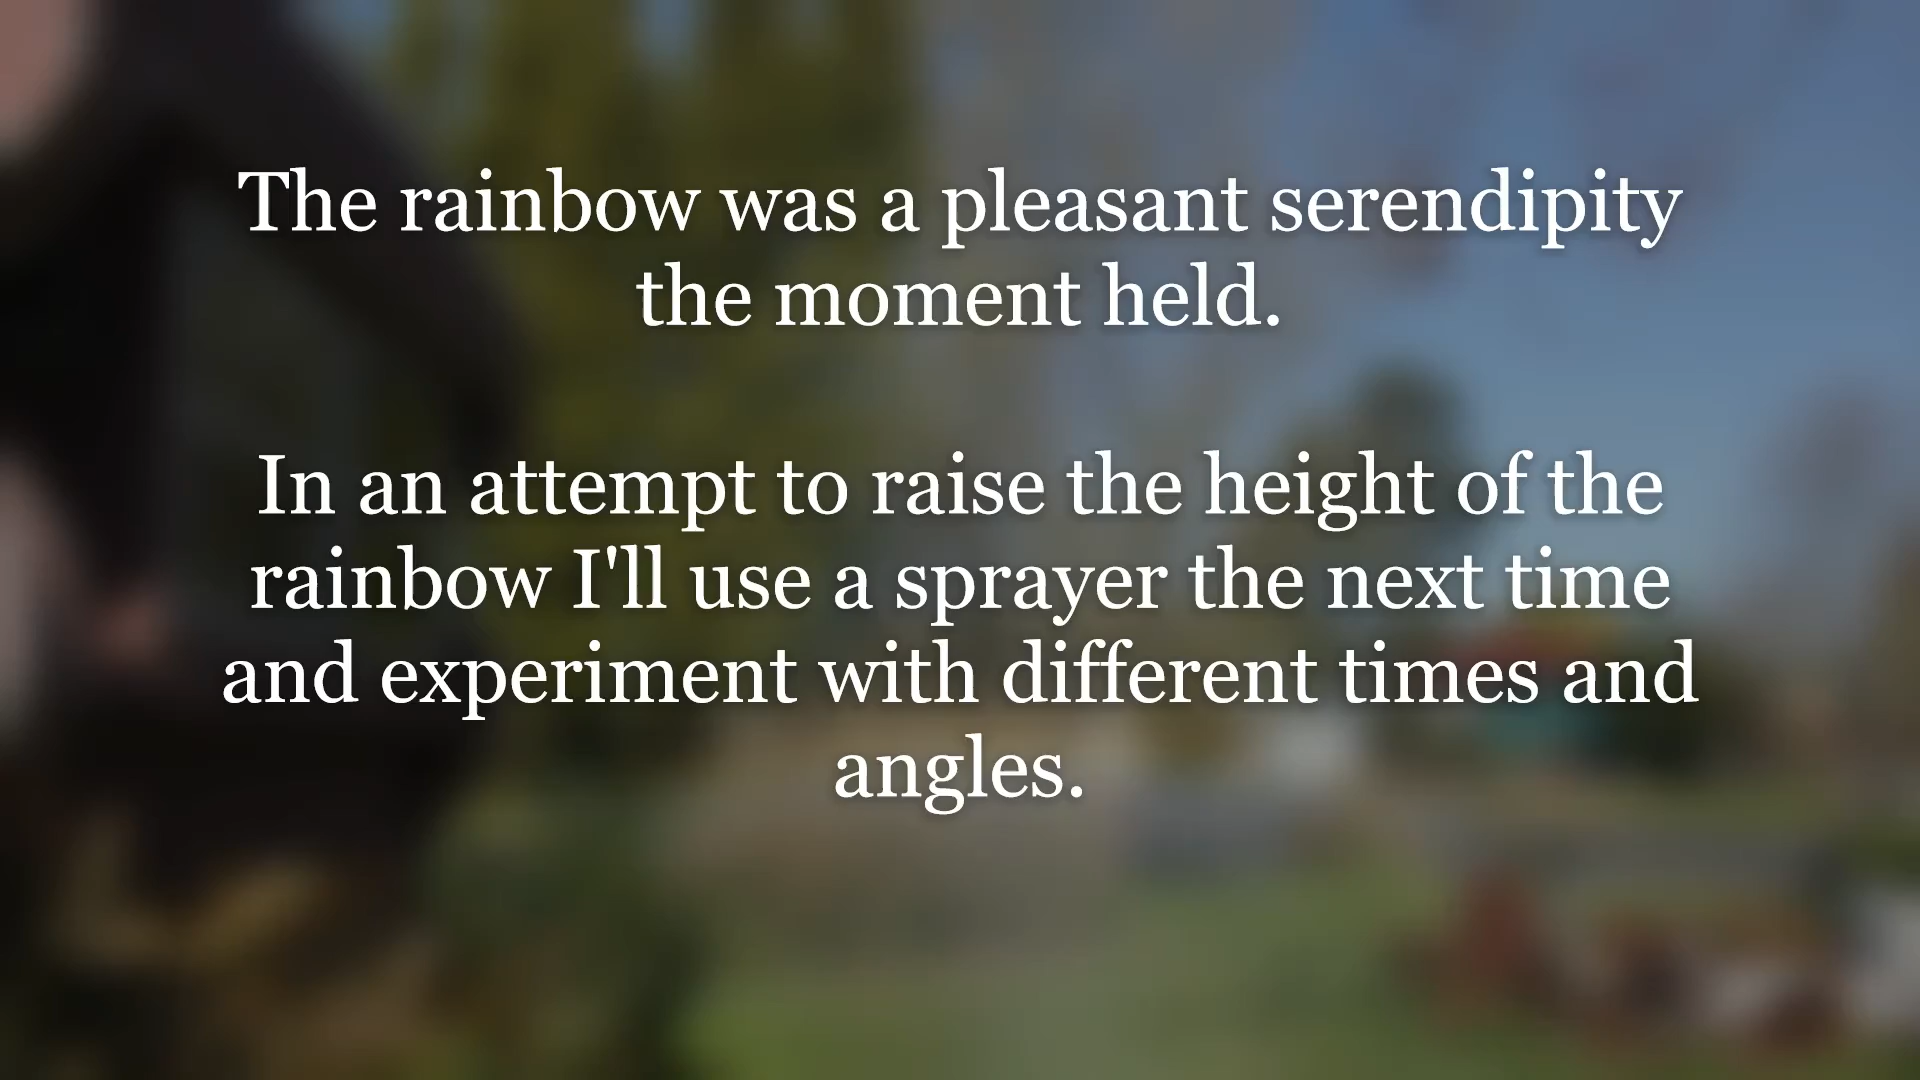 The rainbow was a pleasant serendipity
the moment held.
In an attempt to raise the height of the
rainbow I'll use a sprayer the next time
and experiment with different times and
angles.